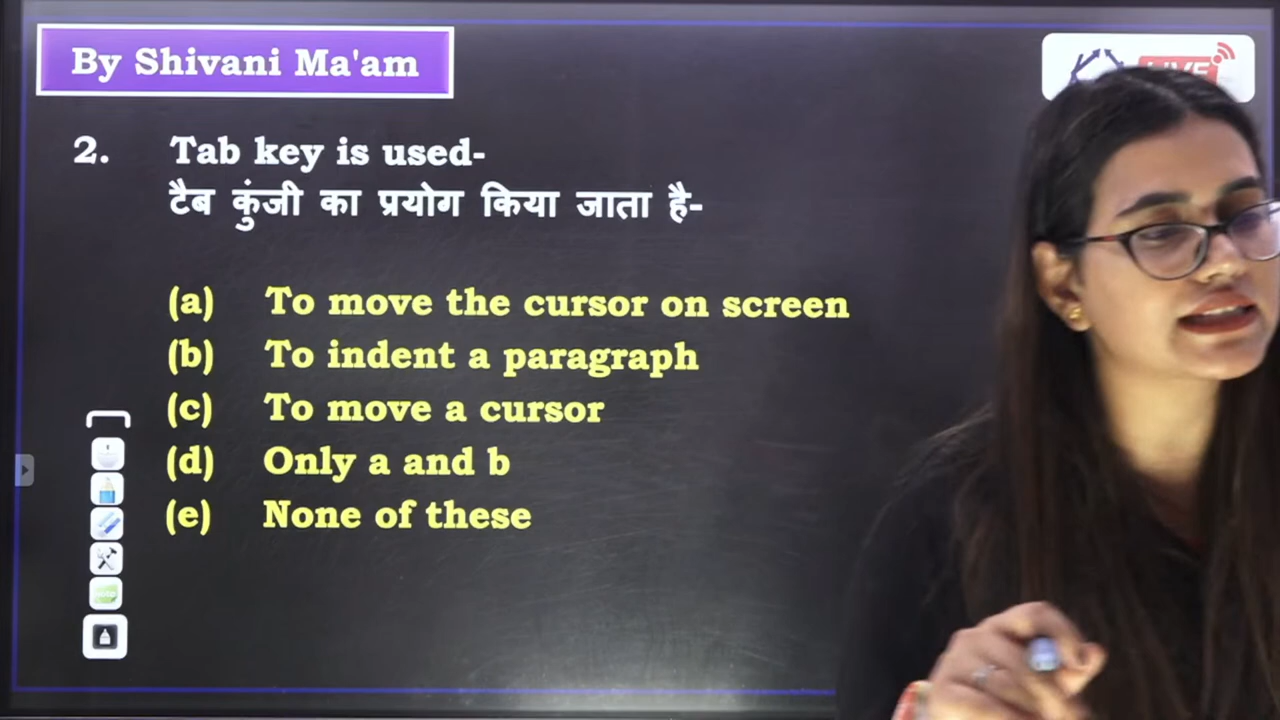 By Shivani Ma'am
2. Tab key is used-
टैब कुंजी का प्रयोग किया जाता है-
(a) To move the cursor on screen
(b) To indent a paragraph
(c) To move a cursor
(d) Only a and b
(e) None of these